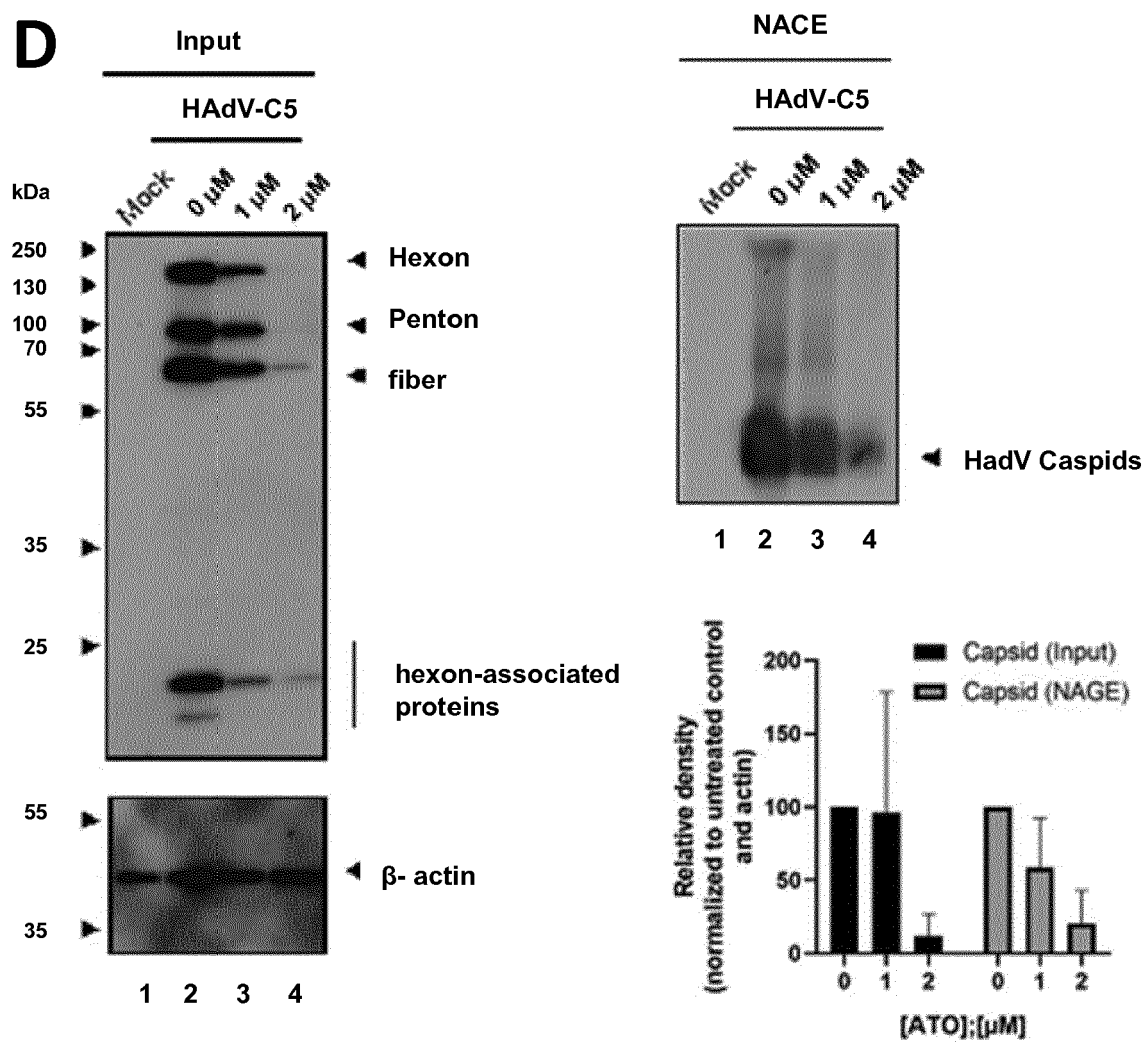 D
Input
HAdV-C5
kDa
Mock 0 µM 1 µM 2 µM
250
130
100
70
55
35
25
Hexon
Penton
fiber
hexon-associated
proteins
55
35
β- actin
1 2 3 4
NACE
HAdV-C5
Mock 0 µM 1 µM 2 µM
HadV Caspids
1 2 3 4
Relative density
(normalized to untreated control
and actin)
200
150
100
50
0
Capsid (Input)
Capsid (NAGE)
0 1 2 0 1 2
[ATO];[µM]